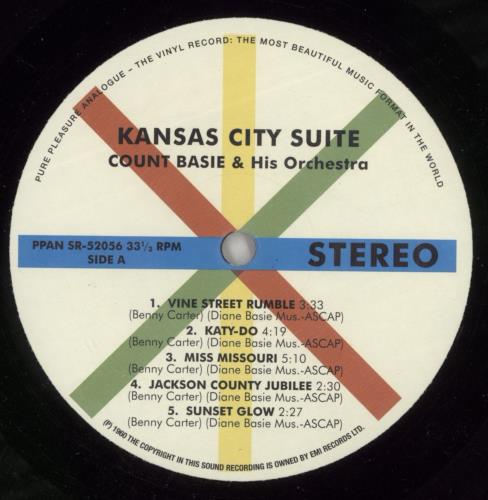 PURE PLEASURE ANALOGUE – THE VINYL RECORD: THE MOST BEAUTIFUL MUSIC FORMAT IN THE WORLD
KANSAS CITY SUITE
COUNT BASIE & His Orchestra
PPAN SR-52056 33⅓ RPM
SIDE A
STEREO
1. VINE STREET RUMBLE 3:33
(Benny Carter) (Diane Basie Mus.-ASCAP)
2. KATY-DO 4:19
(Benny Carter) (Diane Basie Mus.-ASCAP)
3. MISS MISSOURI 5:10
(Benny Carter) (Diane Basie Mus.-ASCAP)
4. JACKSON COUNTY JUBILEE 2:30
(Benny Carter) (Diane Basie Mus.-ASCAP)
5. SUNSET GLOW 2:27
(Benny Carter) (Diane Basie Mus.-ASCAP)
(P) 1960 THE COPYRIGHT IN THIS SOUND RECORDING IS OWNED BY EMI RECORDS LTD.